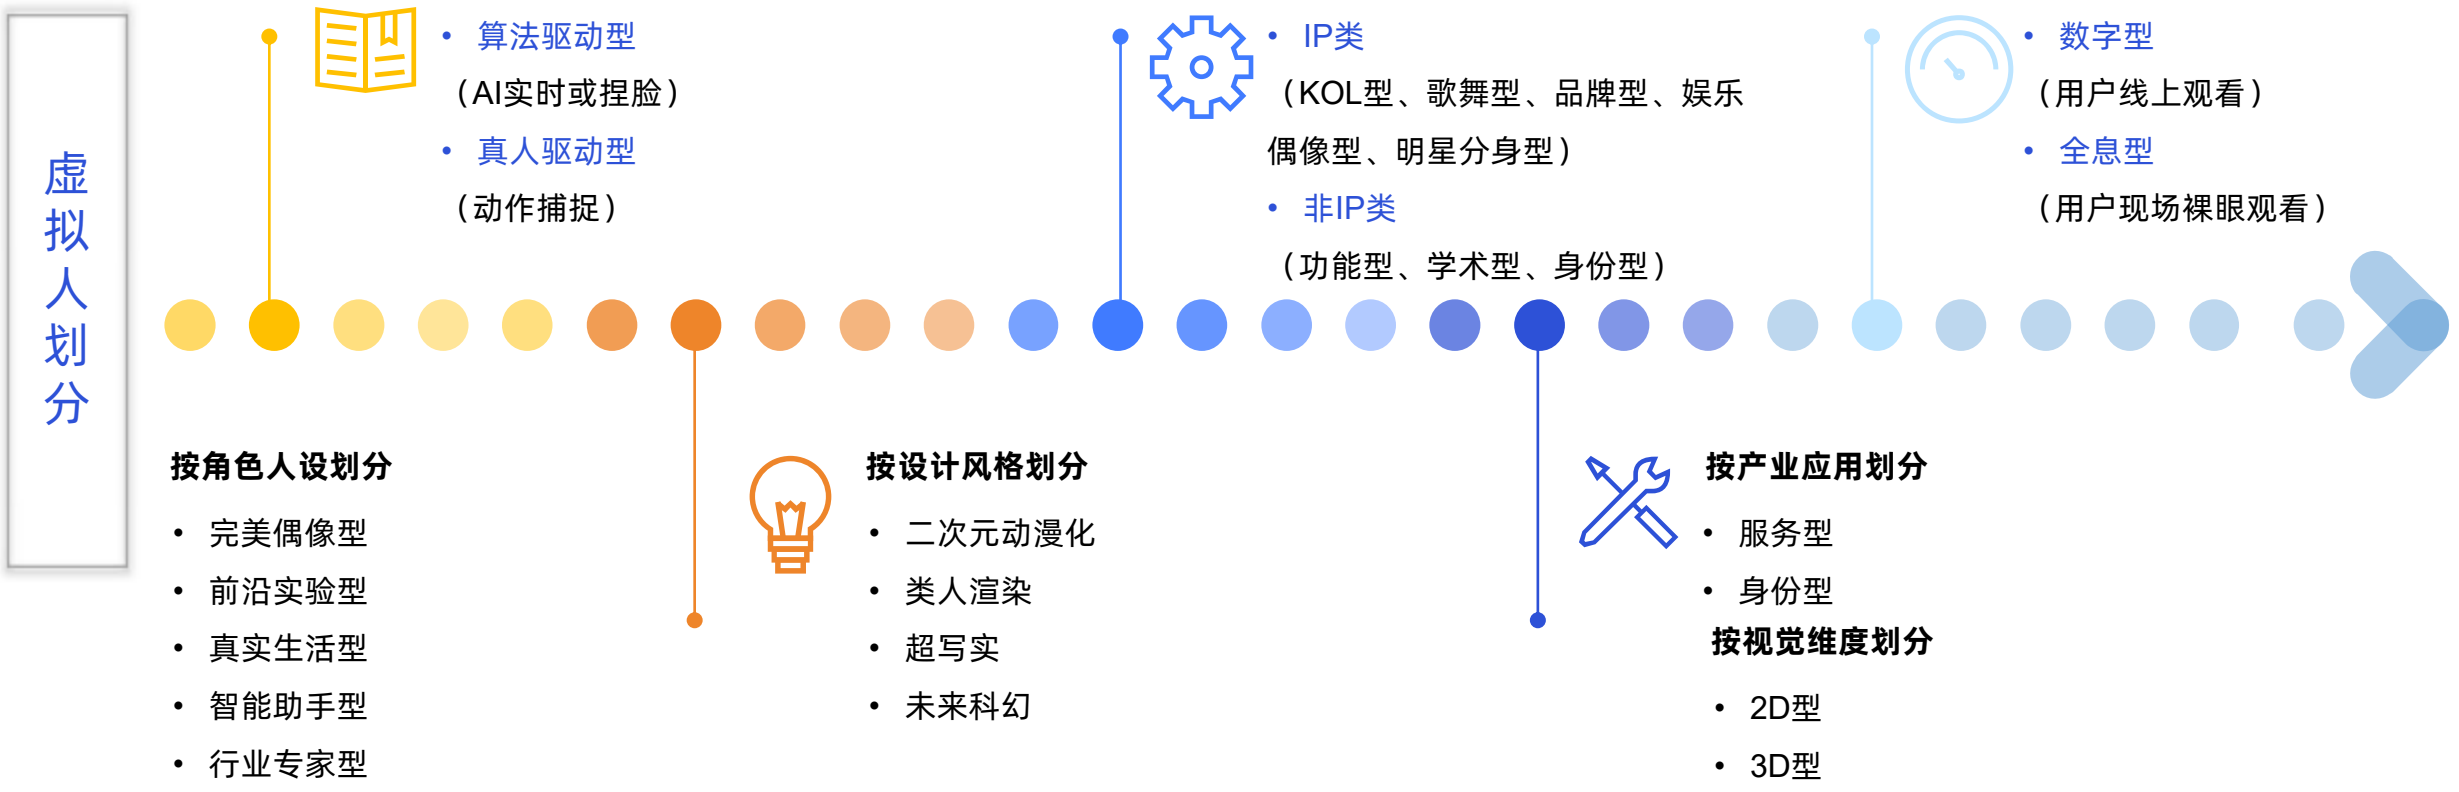 虚拟人划分
• 算法驱动型
（AI实时或捏脸）
• 真人驱动型
（动作捕捉）
• IP类
（KOL型、歌舞型、品牌型、娱乐
偶像型、明星分身型）
• 非IP类
（功能型、学术型、身份型）
• 数字型
（用户线上观看）
• 全息型
（用户现场裸眼观看）
按角色人设划分
• 完美偶像型
• 前沿实验型
• 真实生活型
• 智能助手型
• 行业专家型
按设计风格划分
• 二次元动漫化
• 类人渲染
• 超写实
• 未来科幻
按产业应用划分
• 服务型
• 身份型
按视觉维度划分
• 2D型
• 3D型